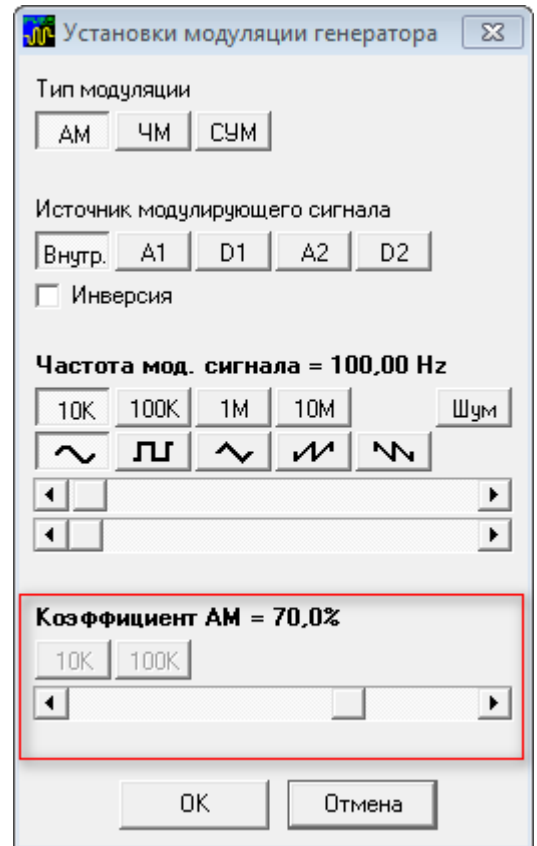 Установки модуляции генератора
Тип модуляции
АМ ЧМ СУМ
Источник модулирующего сигнала
Внутр. A1 D1 A2 D2
Инверсия
Частота мод. сигнала = 100,00 Hz
10K 100K 1M 10M Шум
Коэффициент АМ = 70,0%
10K 100K
OK Отмена